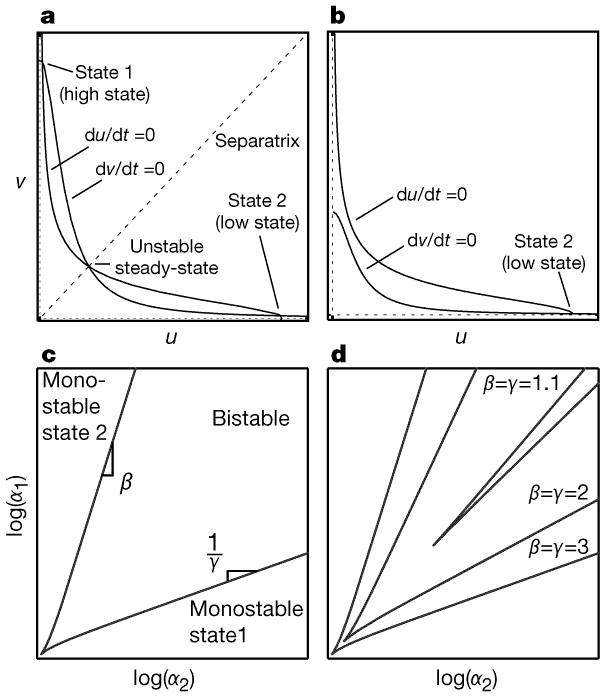 a
State 1
(high state)
du/dt =0
dv/dt =0
Separatrix
State 2
(low state)
Unstable
steady-state
v
u
b
du/dt=0
dv/dt=0
State 2
(low state)
u
c
Mono-
stable
state 2
Bistable
β
1
γ
Monostable
state1
log(α1)
log(α2)
d
β=γ=1.1
β=γ=2
β=γ=3
log(α2)